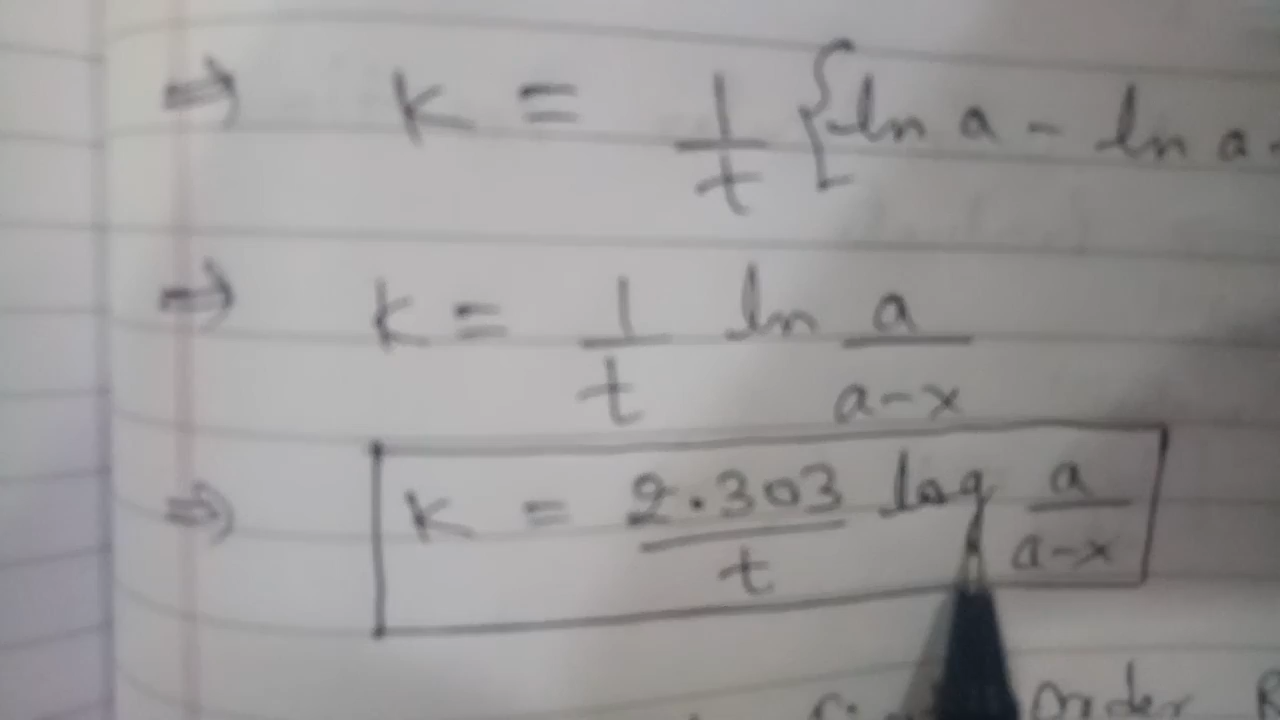 ⇒ k = 1/t {ln a - ln a -
⇒ k = 1/t ln a/a-x
⇒ k = 2.303/t log a/a-x
Order